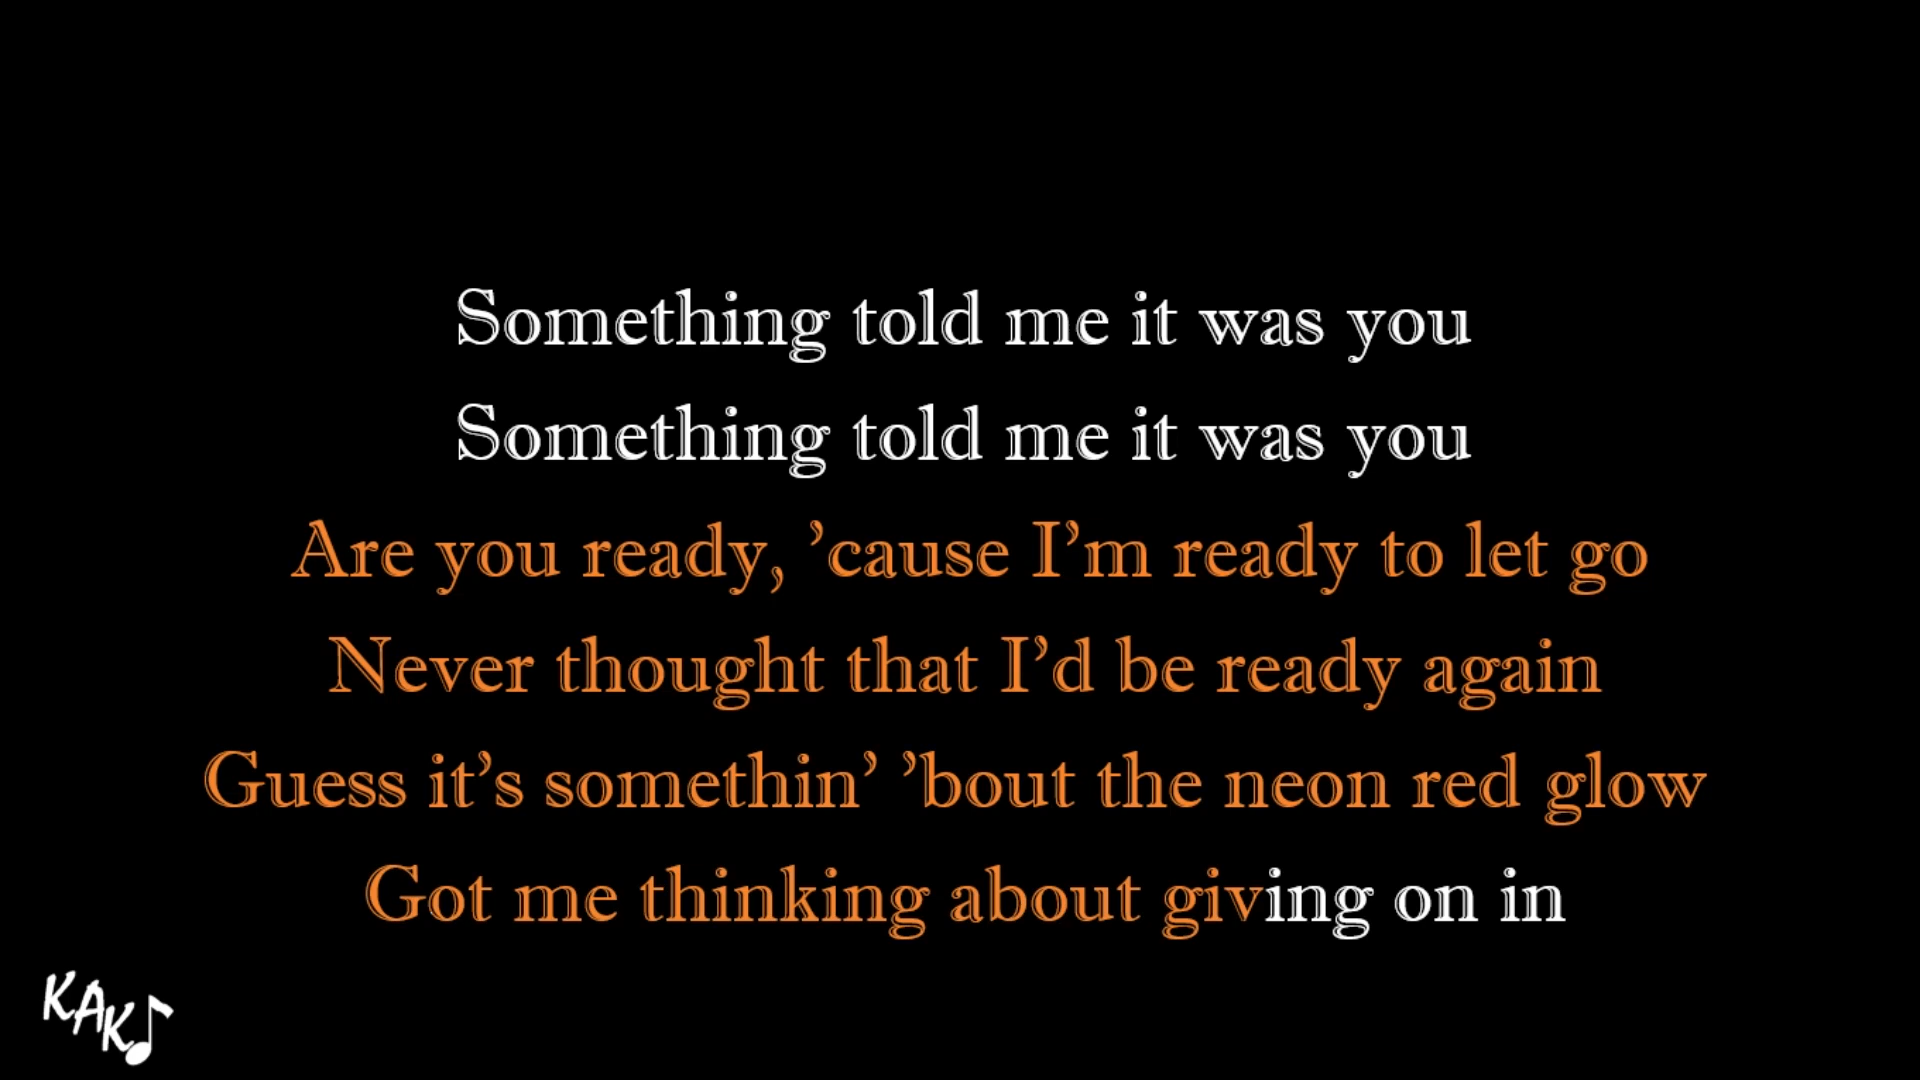 Something told me it was you
Something told me it was you
Are you ready, ’cause I’m ready to let go
Never thought that I’d be ready again
Guess it’s somethin’ ’bout the neon red glow
Got me thinking about giving on in
KAK